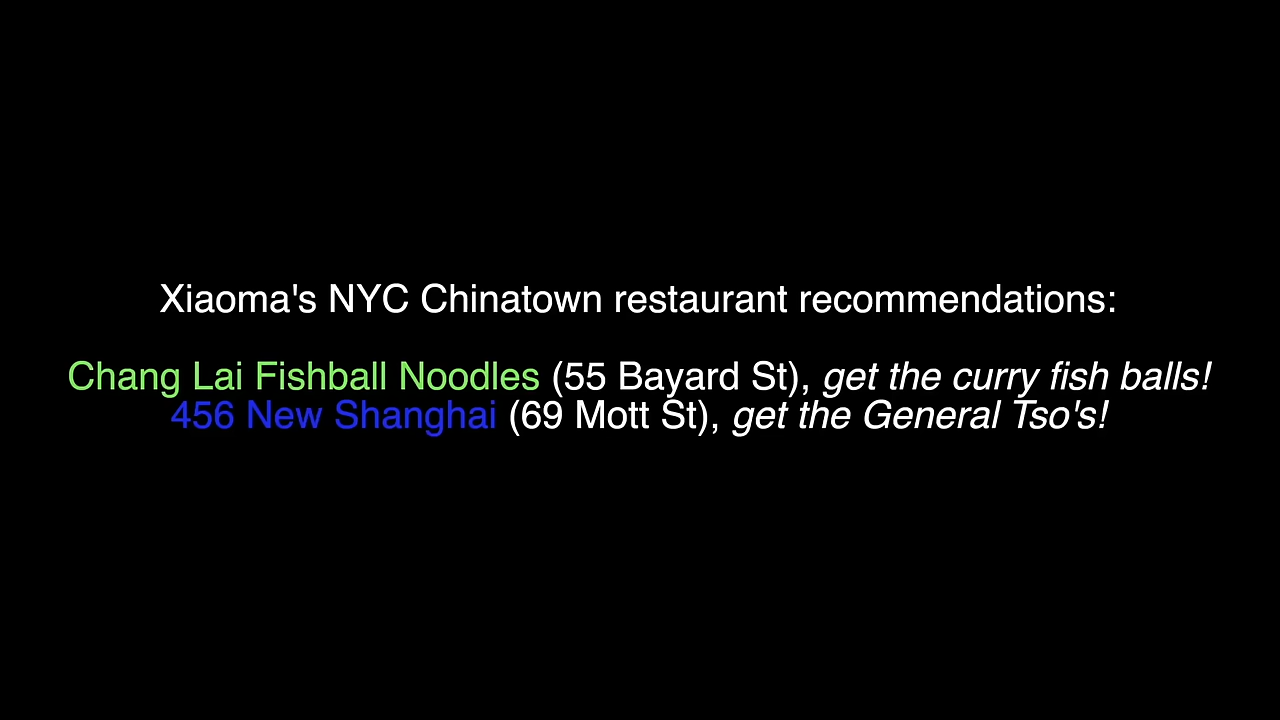 Xiaoma's NYC Chinatown restaurant recommendations:
Chang Lai Fishball Noodles (55 Bayard St), get the curry fish balls!
456 New Shanghai (69 Mott St), get the General Tso's!